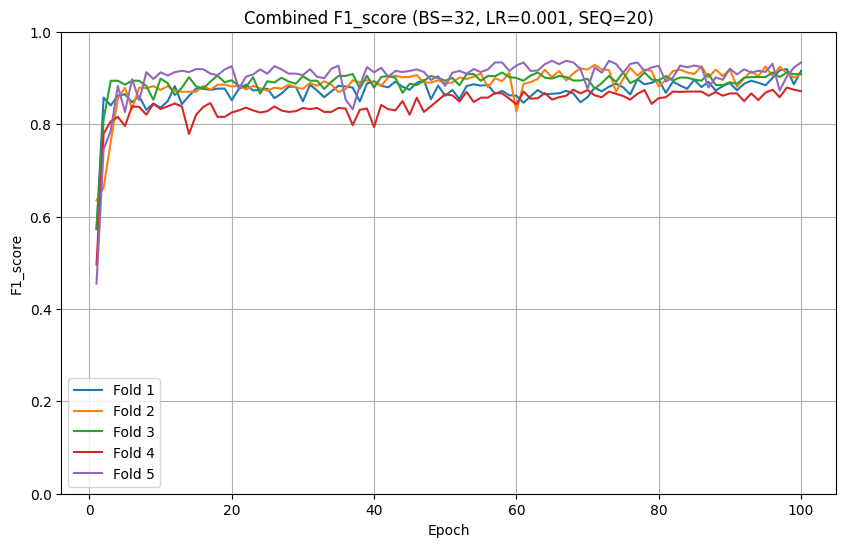 Combined F1_score (BS=32, LR=0.001, SEQ=20)
1.0
0.8
0.6
0.4
0.2
0.0
F1_score
Fold 1
Fold 2
Fold 3
Fold 4
Fold 5
0 20 40 60 80 100
Epoch